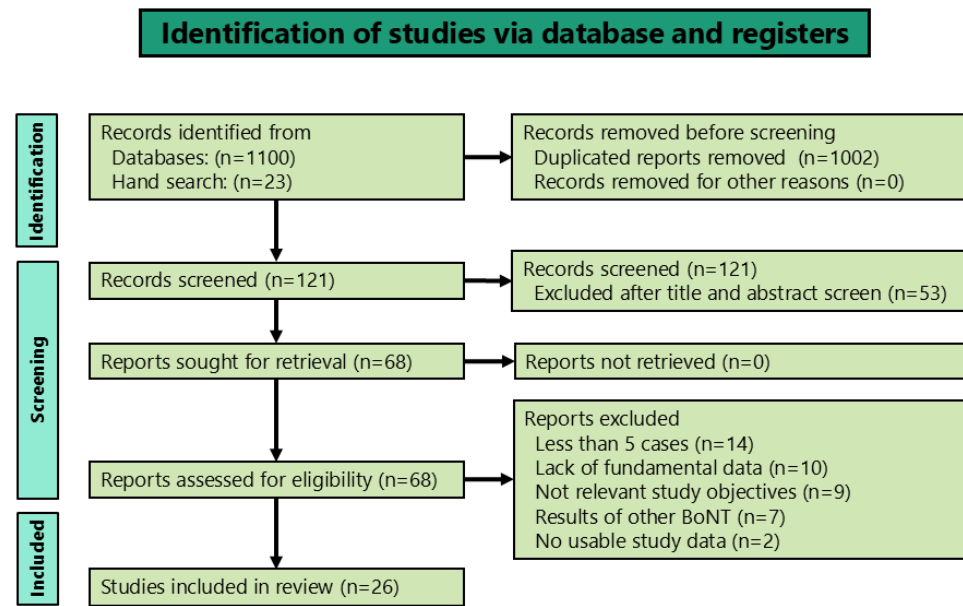 Identification of studies via database and registers
Identification
Records identified from
Databases: (n=1100)
Hand search: (n=23)
Records removed before screening
Duplicated reports removed (n=1002)
Records removed for other reasons (n=0)
Screening
Records screened (n=121)
Records screened (n=121)
Excluded after title and abstract screen (n=53)
Reports sought for retrieval (n=68)
Reports not retrieved (n=0)
Reports assessed for eligibility (n=68)
Reports excluded
Less than 5 cases (n=14)
Lack of fundamental data (n=10)
Not relevant study objectives (n=9)
Results of other BoNT (n=7)
No usable study data (n=2)
Included
Studies included in review (n=26)